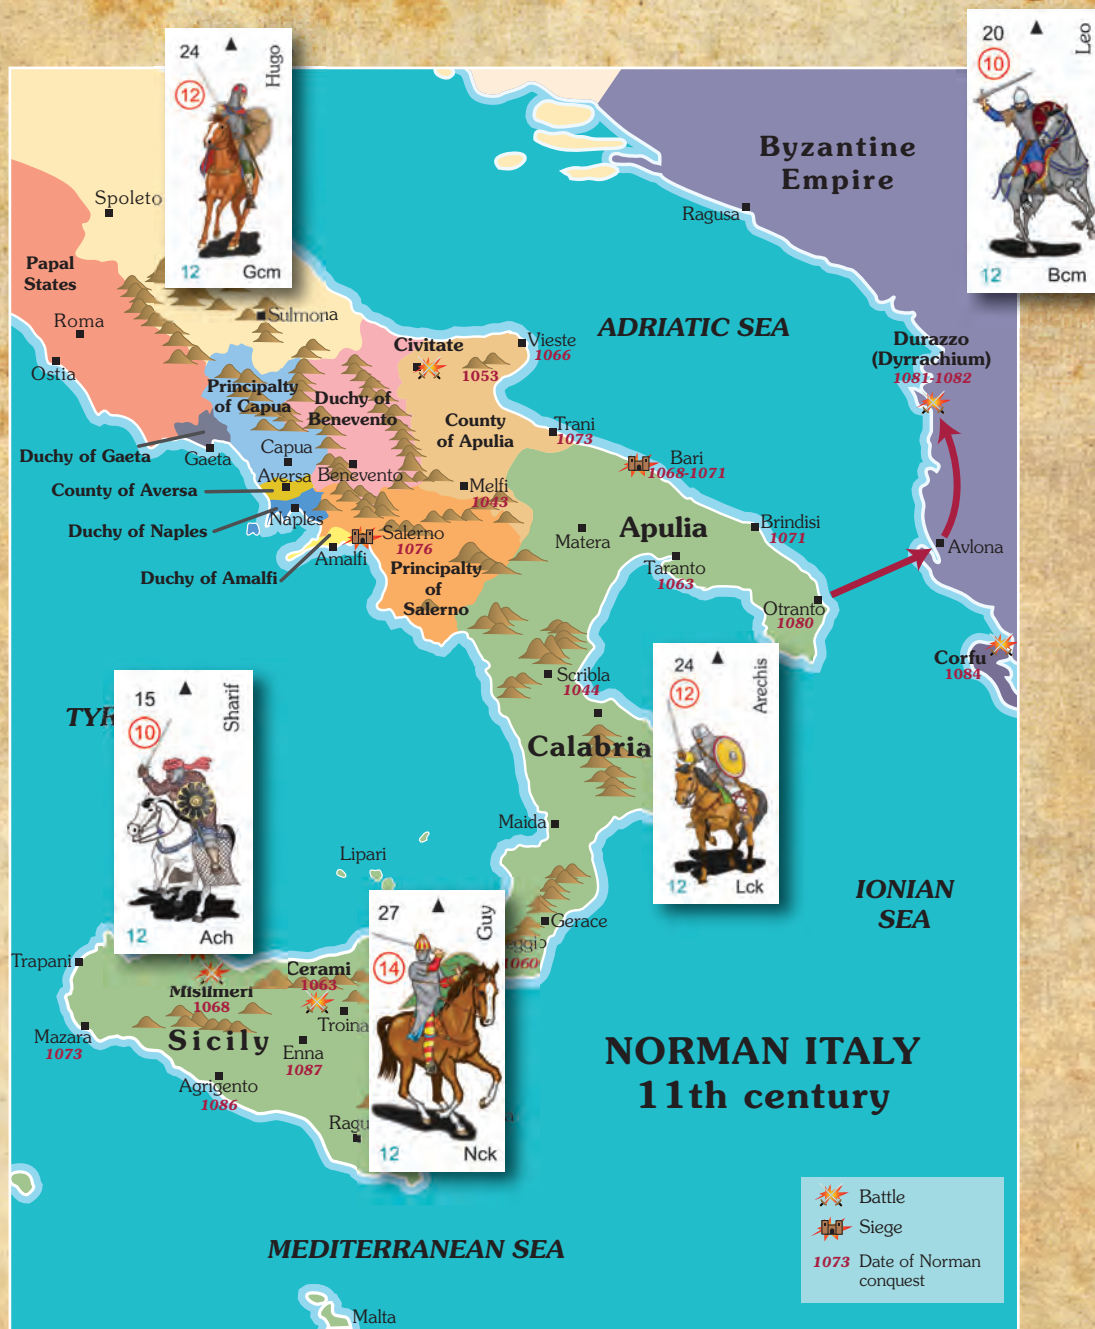 24
Hugo
12
12
Gcm
20
Leo
10
12
Bcm
Byzantine
Empire
Ragusa
Spoleto
Papal
States
Roma
Ostia
Sulmona
ADRIATIC SEA
Civitate
1053
Vieste
1066
Durazzo
(Dyrrachium)
1081-1082
Principalty
of Capua
Duchy of
Benevento
County
of Apulia
Trani
1073
Duchy of Gaeta
Gaeta
Capua
County of Aversa
Aversa
Benevento
Melfi
1043
Bari
1068-1071
Duchy of Naples
Naples
Salerno
1076
Duchy of Amalfi
Amalfi
Principalty
of
Salerno
Apulia
Matera
Brindisi
1071
Taranto
1063
Otranto
1080
Avlona
Corfu
1084
Scribla
1044
Calabria
Maida
24
Arechis
12
12
Lck
15
Sharif
10
12
Ach
TYR
Lipari
27
Guy
14
12
Nck
Gerace
1060
IONIAN
SEA
Trapani
Misilmeri
1068
Cerami
1063
Troina
Mazara
1073
Sicily
Enna
1087
Agrigento
1086
Ragu
NORMAN ITALY
11th century
MEDITERRANEAN SEA
Malta
Battle
Siege
1073 Date of Norman
conquest